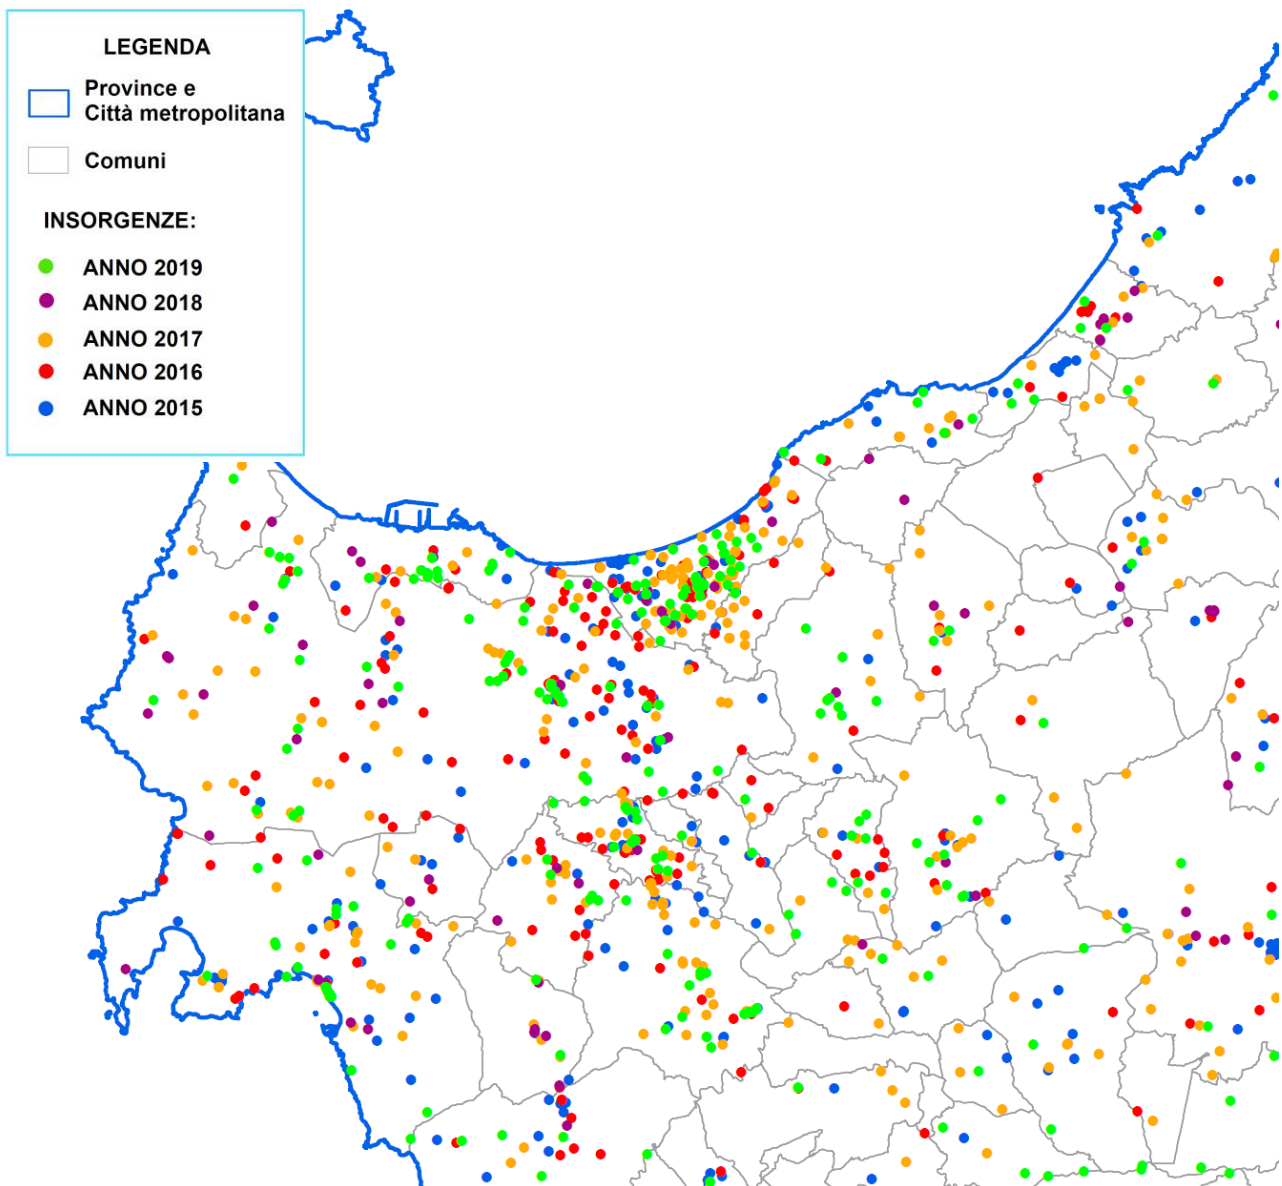 LEGENDA
Province e
Città metropolitana
Comuni
INSORGENZE:
ANNO 2019
ANNO 2018
ANNO 2017
ANNO 2016
ANNO 2015